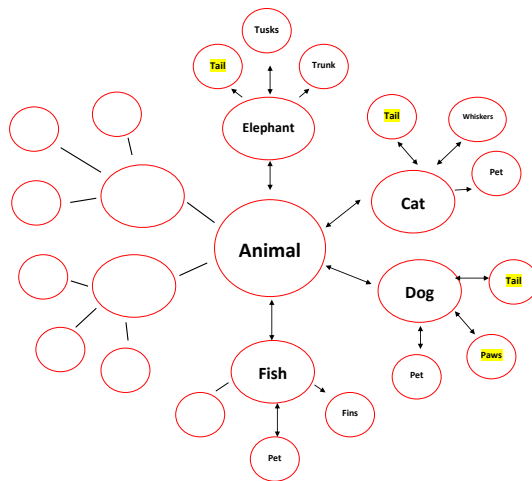 Tusks
Tail
Trunk
Elephant
Tail
Whiskers
Pet
Cat
Animal
Dog
Tail
Paws
Pet
Fish
Fins
Pet